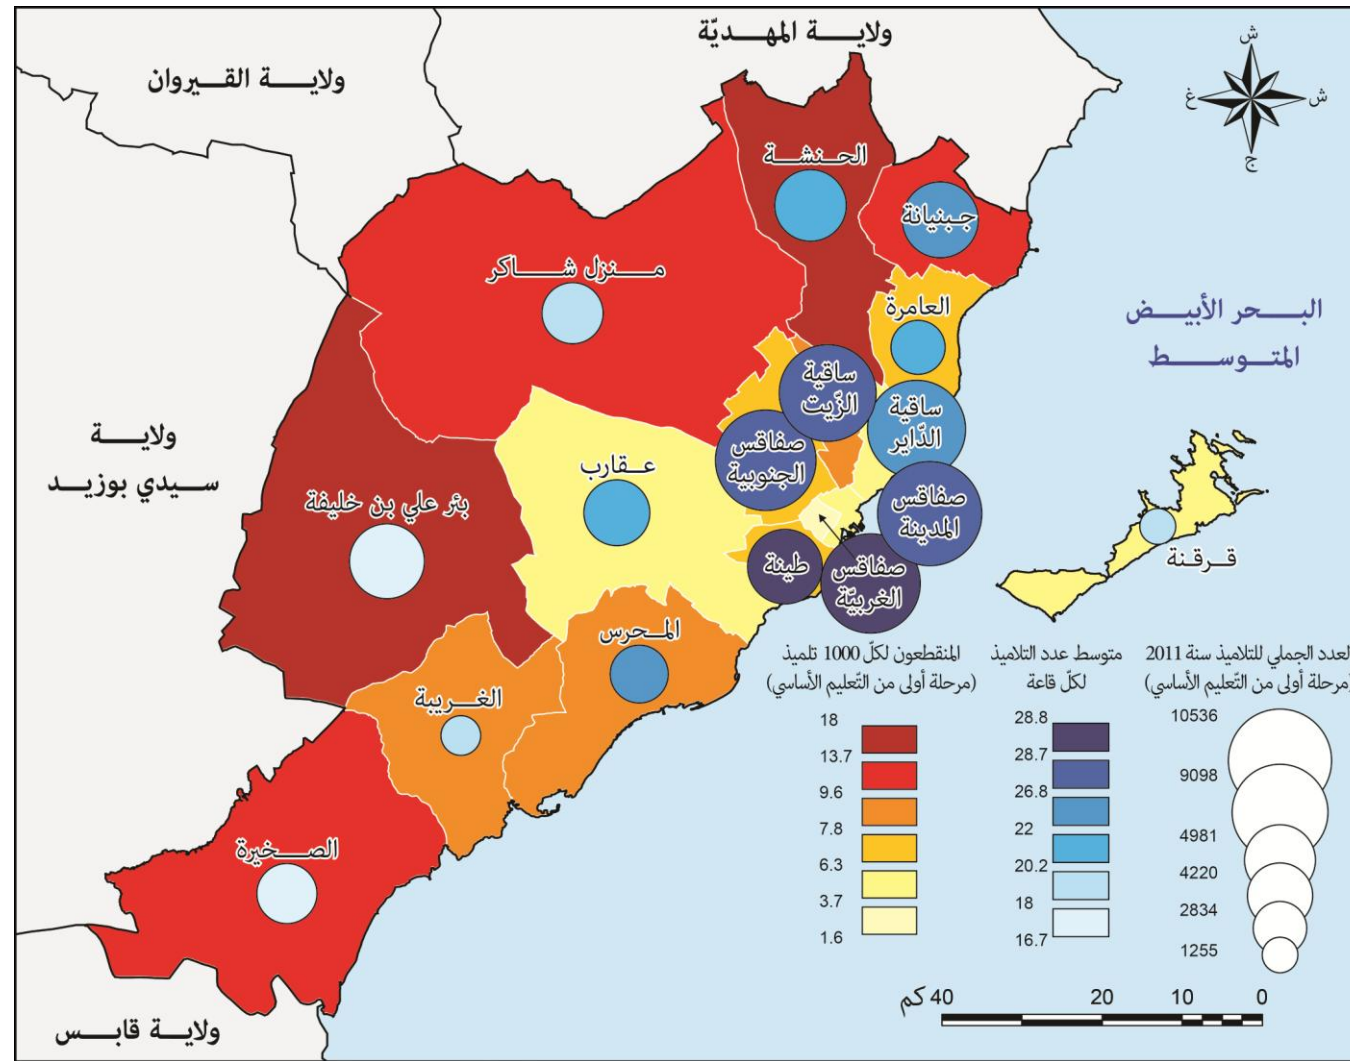 ولاية المهديّة
ولاية القيروان
ش
غ
ش
ج
الحنشة
جبنيانة
منزل شاكر
العامرة
البحر الأبيض
المتوسط
ساقية
الزّيت
ساقية
الدّاير
صفاقس
الجنوبية
ولاية
سيدي بوزيد
عقارب
بئر علي بن خليفة
صفاقس
المدينة
طينة
صفاقس
الغربيّة
قرقنة
المحرس
الغريبة
الصخيرة
ولاية قابس
المنقطعون لكلّ 1000 تلميذ
(مرحلة أولى من التّعليم الأساسي)
18
13.7
9.6
7.8
6.3
3.7
1.6
متوسط عدد التلاميذ
لكلّ قاعة
28.8
28.7
26.8
22
20.2
18
16.7
العدد الجملي للتلاميذ سنة 2011
(مرحلة أولى من التّعليم الأساسي)
10536
9098
4981
4220
2834
1255
كم 40 20 10 0